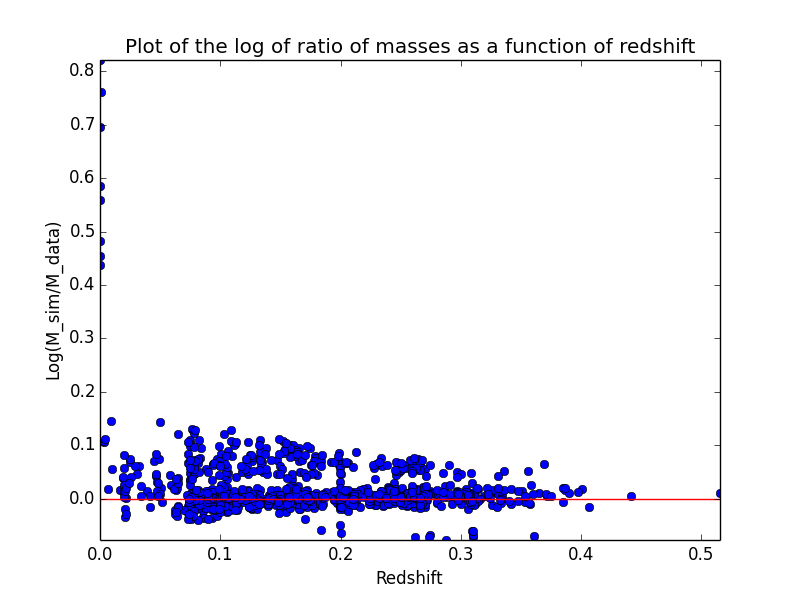 Plot of the log of ratio of masses as a function of redshift
0.8
0.7
0.6
0.5
0.4
0.3
0.2
0.1
0.0
Log(M_sim/M_data)
0.0 0.1 0.2 0.3 0.4 0.5
Redshift